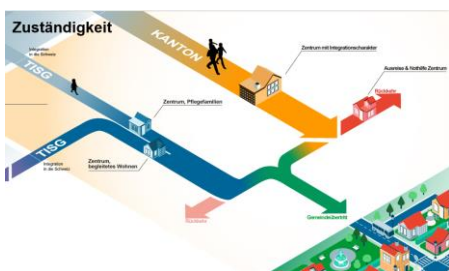 Zuständigkeit
Integration
in die Schweiz
TISG
KANTON
Zentrum mit Integrationscharakter
Ausreise & Nothilfe Zentrum
Rückkehr
Zentrum, Pflegefamilien
TISG
Integration
in die Schweiz
Zentrum,
begleitetes Wohnen
Rückkehr
Gemeindeübertritt